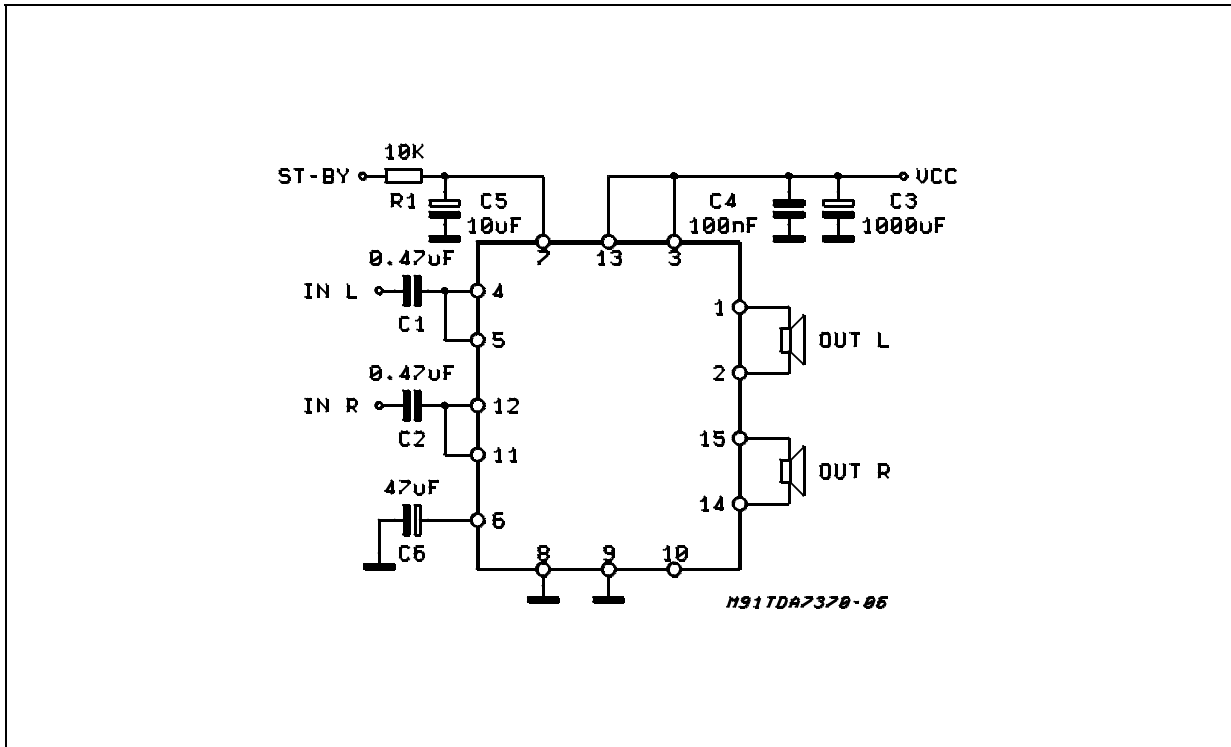 10K
ST-BY
VCC
R1
C5
10uF
C4
100nF
C3
1000uF
7
13
3
0.47uF
IN L
4
C1
5
1
OUT L
2
0.47uF
IN R
12
C2
11
15
OUT R
14
47uF
6
C6
8
9
10
M91TDA7370-06